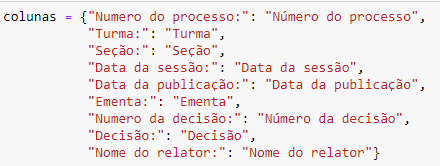 colunas = {"Numero do processo:": "Número do processo",
"Turma:": "Turma",
"Seção:": "Seção",
"Data da sessão:": "Data da sessão",
"Data da publicação:": "Data da publicação",
"Ementa:": "Ementa",
"Numero da decisão:": "Número da decisão",
"Decisão:": "Decisão",
"Nome do relator:": "Nome do relator"}